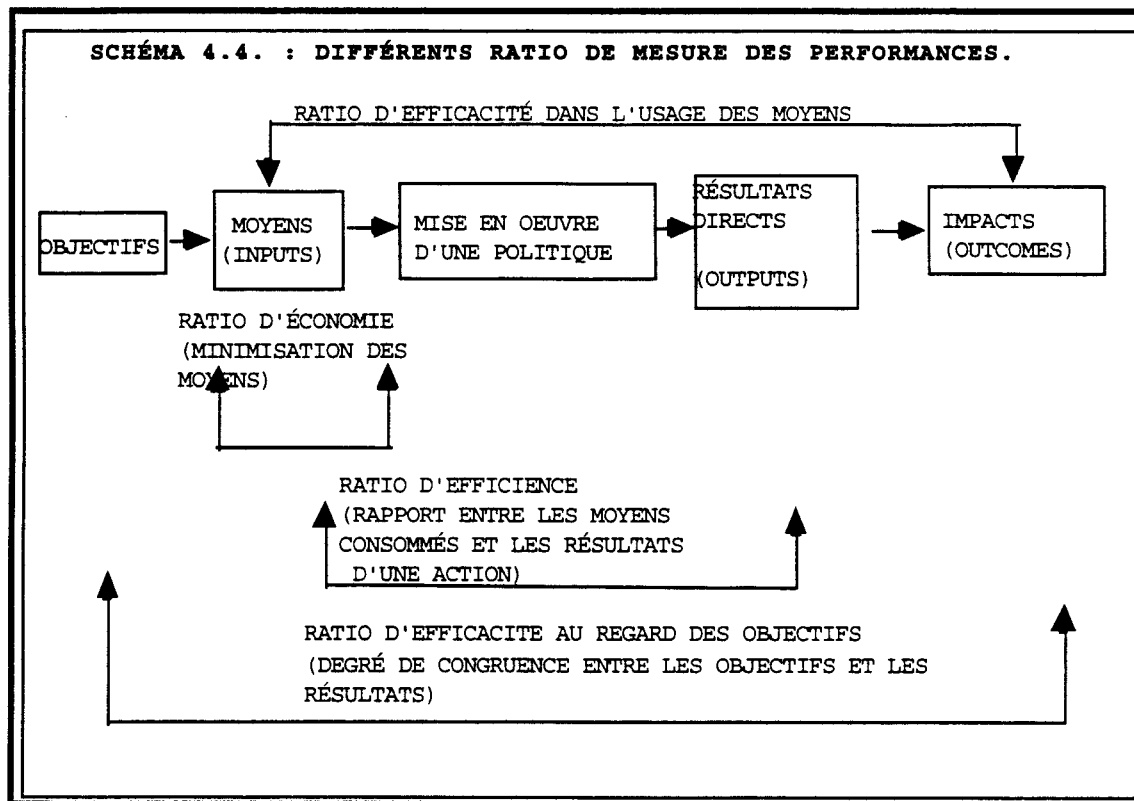 SCHÉMA 4.4. : DIFFÉRENTS RATIO DE MESURE DES PERFORMANCES.
RATIO D'EFFICACITÉ DANS L'USAGE DES MOYENS
OBJECTIFS
MOYENS
(INPUTS)
MISE EN OEUVRE
D'UNE POLITIQUE
RÉSULTATS
DIRECTS
(OUTPUTS)
IMPACTS
(OUTCOMES)
RATIO D'ÉCONOMIE
(MINIMISATION DES
MOYENS)
RATIO D'EFFICIENCE
(RAPPORT ENTRE LES MOYENS
CONSOMMÉS ET LES RÉSULTATS
D'UNE ACTION)
RATIO D'EFFICACITE AU REGARD DES OBJECTIFS
(DEGRÉ DE CONGRUENCE ENTRE LES OBJECTIFS ET LES
RÉSULTATS)